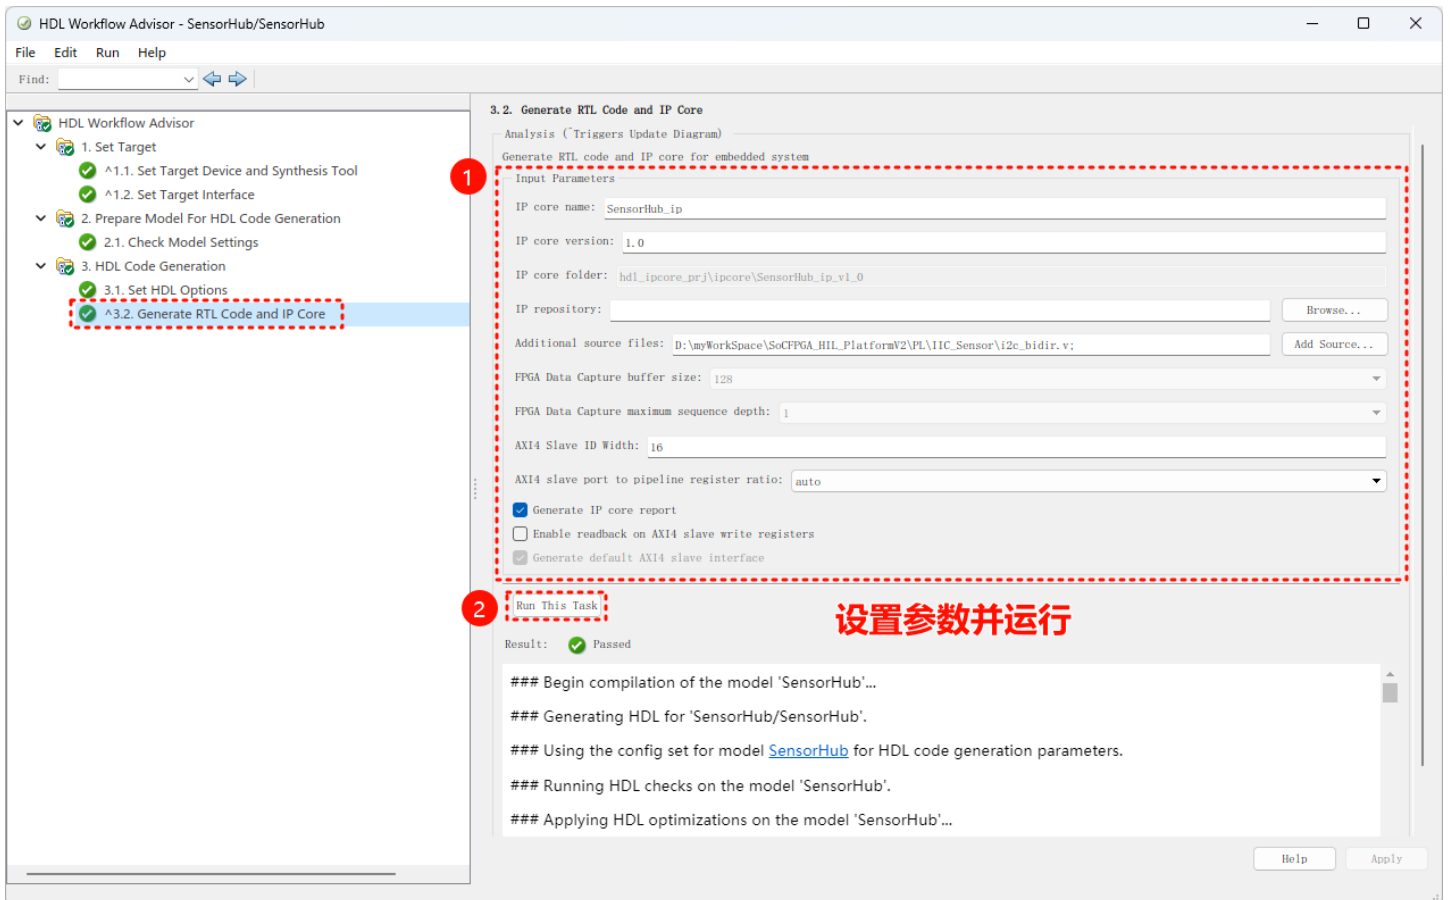 HDL Workflow Advisor - SensorHub/SensorHub
File Edit Run Help
Find:
HDL Workflow Advisor
1. Set Target
^1.1. Set Target Device and Synthesis Tool
^1.2. Set Target Interface
2. Prepare Model For HDL Code Generation
2.1. Check Model Settings
3. HDL Code Generation
3.1. Set HDL Options
^3.2. Generate RTL Code and IP Core
3.2. Generate RTL Code and IP Core
Analysis (^Triggers Update Diagram)
Generate RTL code and IP core for embedded system
1
Input Parameters
IP core name: SensorHub_ip
IP core version: 1.0
IP core folder: hdl_ipcore_prj\ipcore\SensorHub_ip_v1_0
IP repository: Browse...
Additional source files: D:\myWorkSpace\SoCFPGA_HIL_PlatformV2\PL\IIC_Sensor\i2c_bidir.v; Add Source...
FPGA Data Capture buffer size: 128
FPGA Data Capture maximum sequence depth: 1
AXI4 Slave ID Width: 16
AXI4 slave port to pipeline register ratio: auto
Generate IP core report
Enable readback on AXI4 slave write registers
Generate default AXI4 slave interface
2 Run This Task
设置参数并运行
Result: Passed
### Begin compilation of the model 'SensorHub'...
### Generating HDL for 'SensorHub/SensorHub'.
### Using the config set for model SensorHub for HDL code generation parameters.
### Running HDL checks on the model 'SensorHub'.
### Applying HDL optimizations on the model 'SensorHub'...
Help Apply